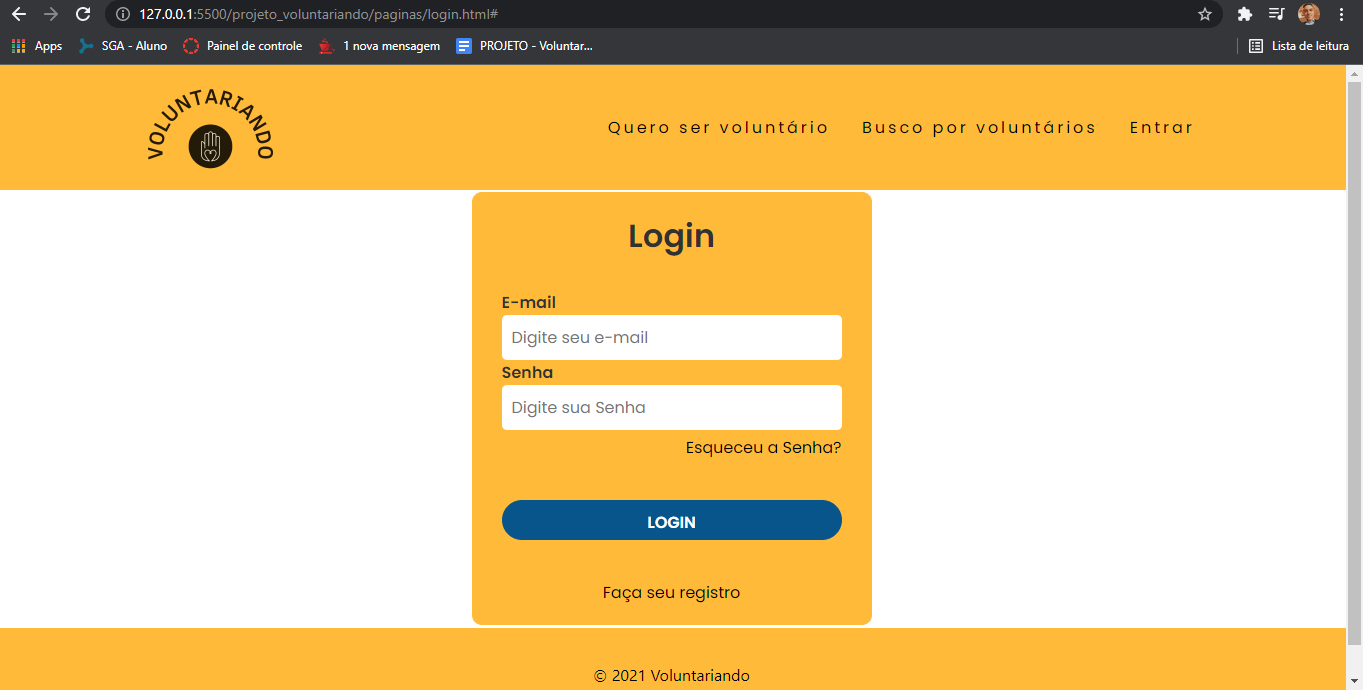 127.0.0.1:5500/projeto_voluntariando/paginas/login.html#
Apps SGA - Aluno Painel de controle 1 nova mensagem PROJETO - Voluntar... Lista de leitura
VOLUNTARIANDO
Quero ser voluntário Busco por voluntários Entrar
Login
E-mail
Digite seu e-mail
Senha
Digite sua Senha
Esqueceu a Senha?
LOGIN
Faça seu registro
© 2021 Voluntariando